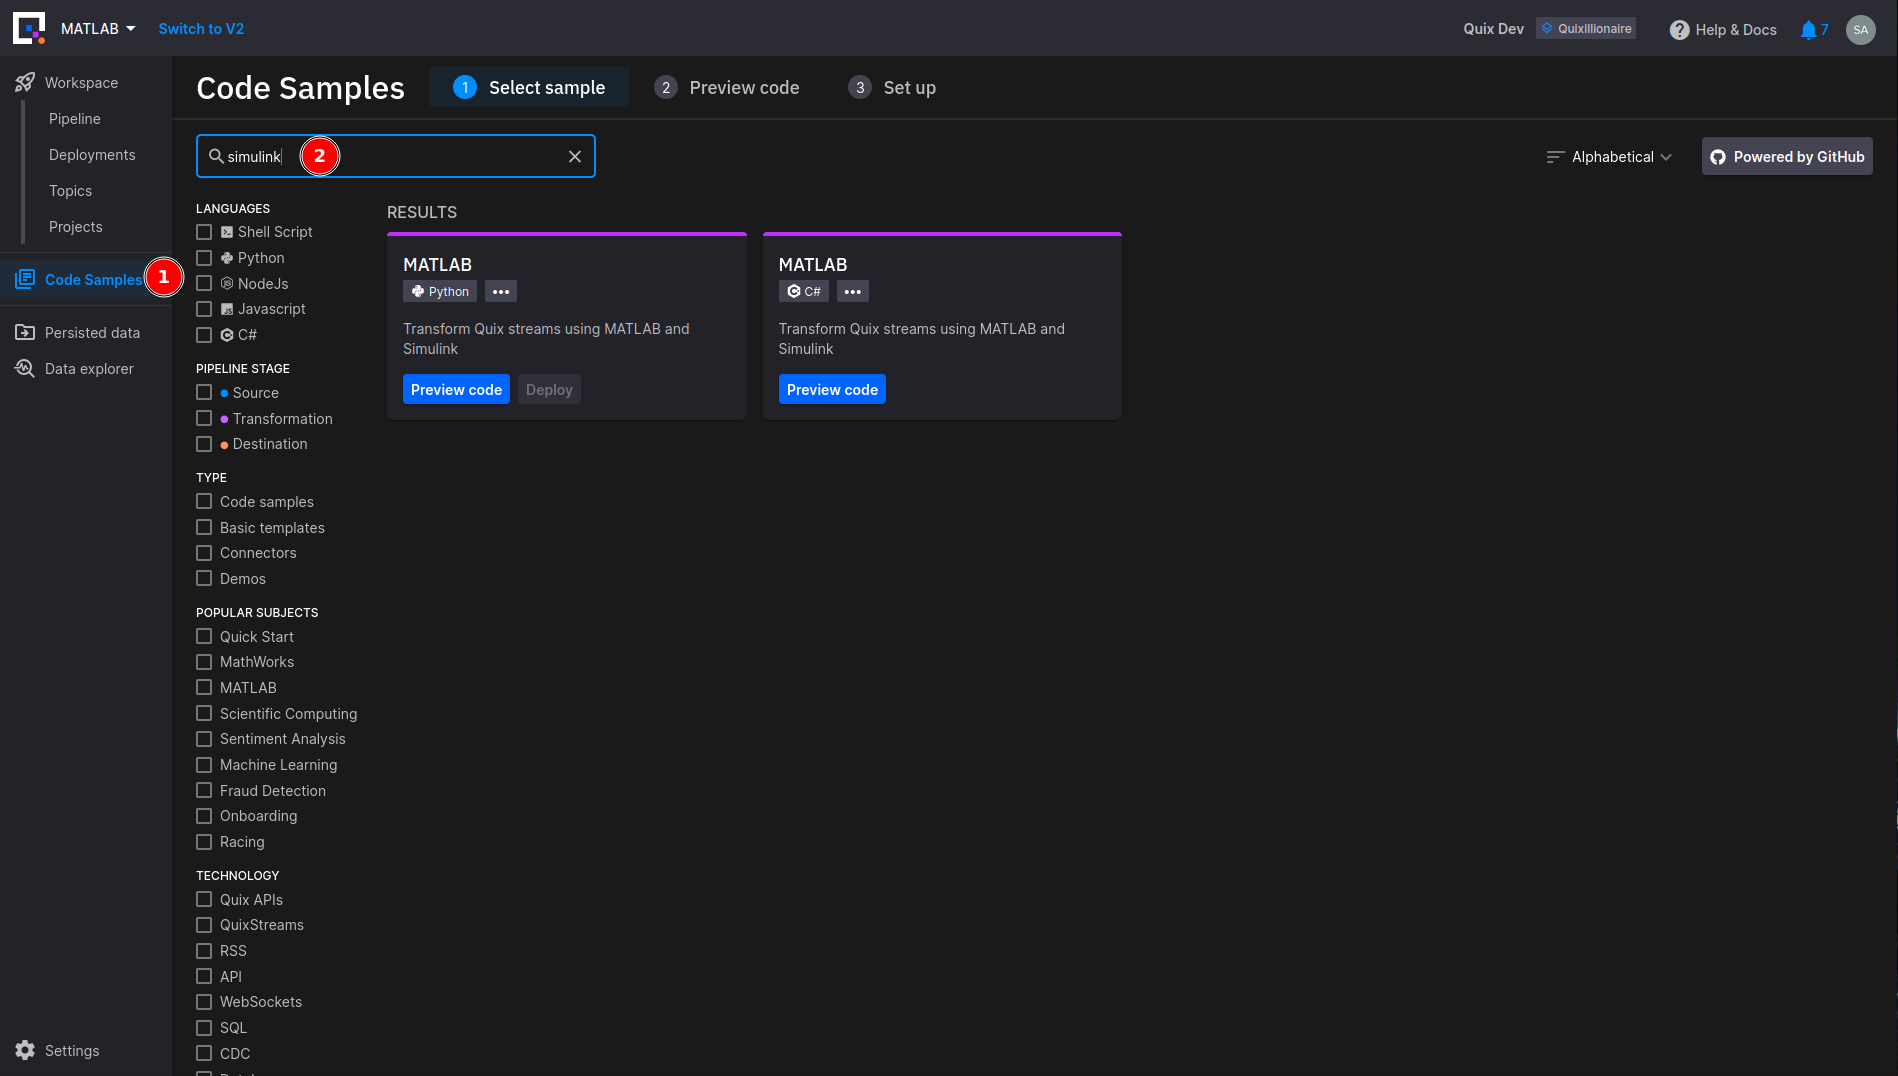 MATLAB
Switch to V2
Quix Dev
Quixillionaire
Help & Docs
7
SA
Workspace
Pipeline
Deployments
Topics
Projects
Code Samples
1
Persisted data
Data explorer
Settings
Code Samples
1 Select sample
2 Preview code
3 Set up
simulink
2
Alphabetical
Powered by GitHub
LANGUAGES
Shell Script
Python
NodeJs
Javascript
C#
PIPELINE STAGE
Source
Transformation
Destination
TYPE
Code samples
Basic templates
Connectors
Demos
POPULAR SUBJECTS
Quick Start
MathWorks
MATLAB
Scientific Computing
Sentiment Analysis
Machine Learning
Fraud Detection
Onboarding
Racing
TECHNOLOGY
Quix APIs
QuixStreams
RSS
API
WebSockets
SQL
CDC
RESULTS
MATLAB
Python
Transform Quix streams using MATLAB and
Simulink
Preview code
Deploy
MATLAB
C#
Transform Quix streams using MATLAB and
Simulink
Preview code